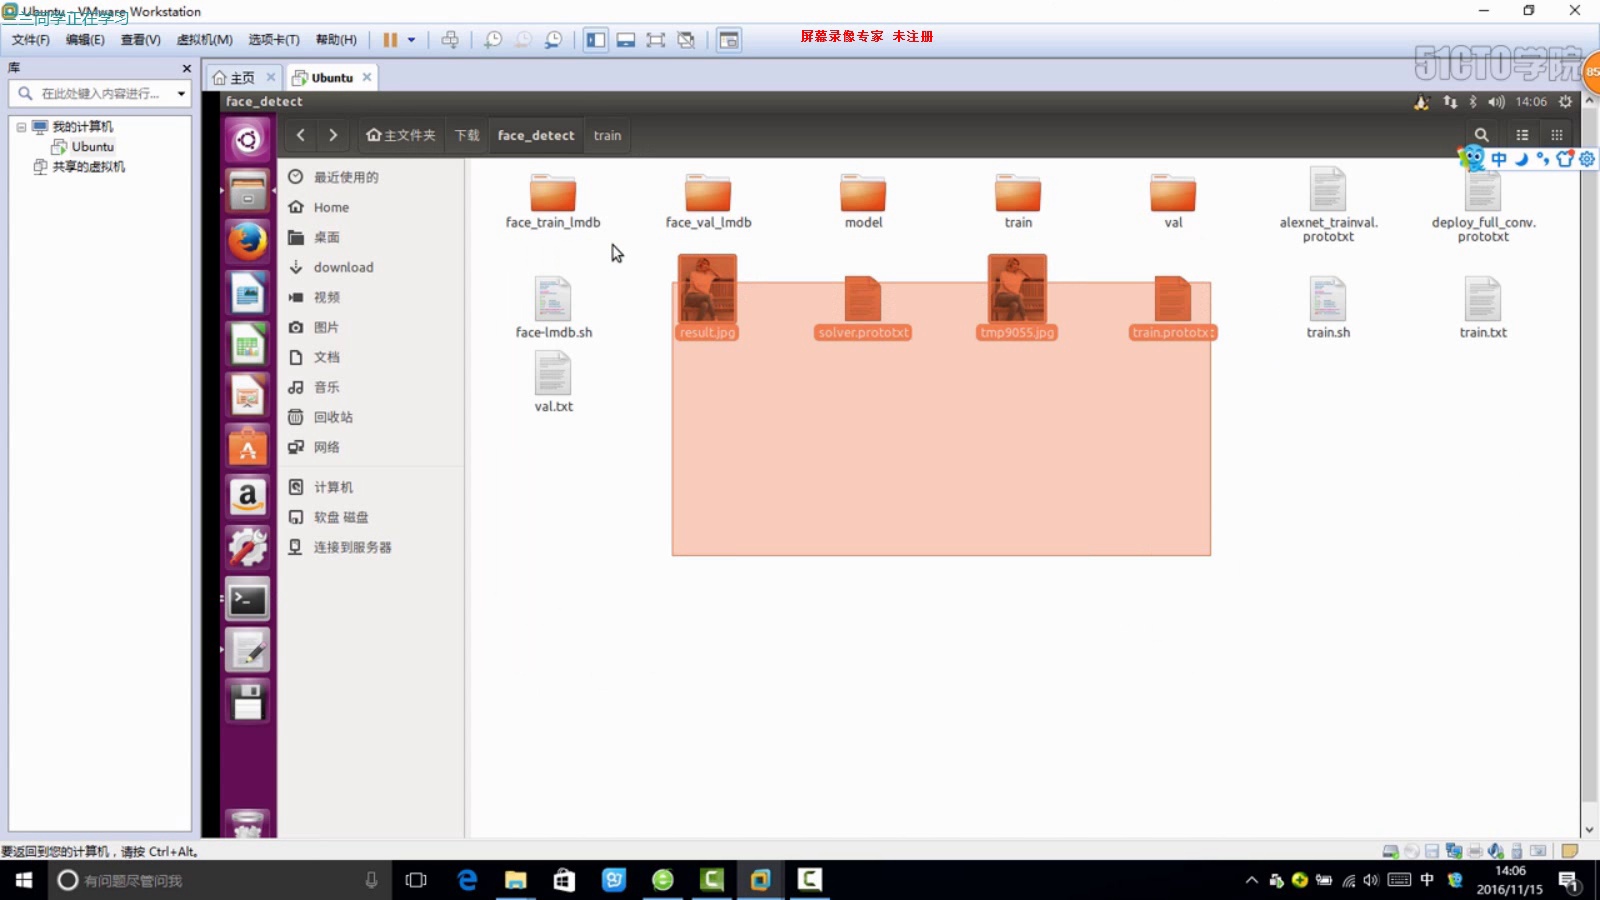 Ubuntu - VMware Workstation
兰同学正在学习
文件(F) 编辑(E) 查看(V) 虚拟机(M) 选项卡(T) 帮助(H)
屏幕录像专家 未注册
51CTO学院
85
库
主页
Ubuntu
在此处键入内容进行...
我的计算机
Ubuntu
共享的虚拟机
face_detect
14:06
主文件夹 下载 face_detect train
中
最近使用的
Home
桌面
download
视频
图片
文档
音乐
回收站
网络
计算机
软盘 磁盘
连接到服务器
face_train_lmdb
face_val_lmdb
model
train
val
alexnet_trainval.
prototxt
deploy_full_conv.
prototxt
face-lmdb.sh
result.jpg
solver.prototxt
tmp9055.jpg
train.prototxt
train.sh
train.txt
val.txt
要返回到您的计算机，请按 Ctrl+Alt。
有问题尽管问我
中
14:06
2016/11/15
1